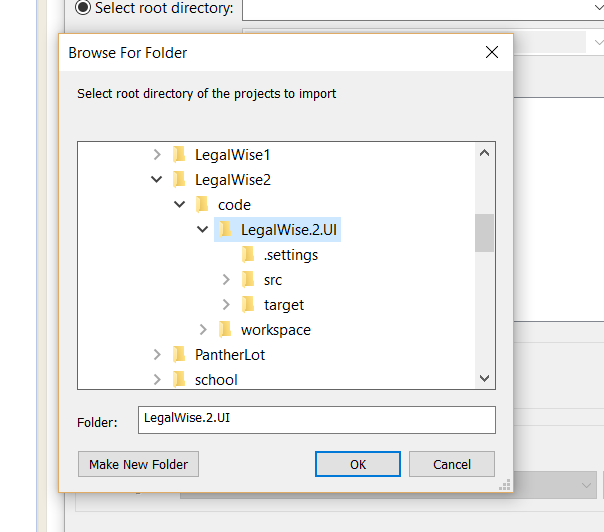 Select root directory:
Browse For Folder
Select root directory of the projects to import
LegalWise1
LegalWise2
code
LegalWise.2.UI
.settings
src
target
workspace
PantherLot
school
Folder: LegalWise.2.UI
Make New Folder OK Cancel